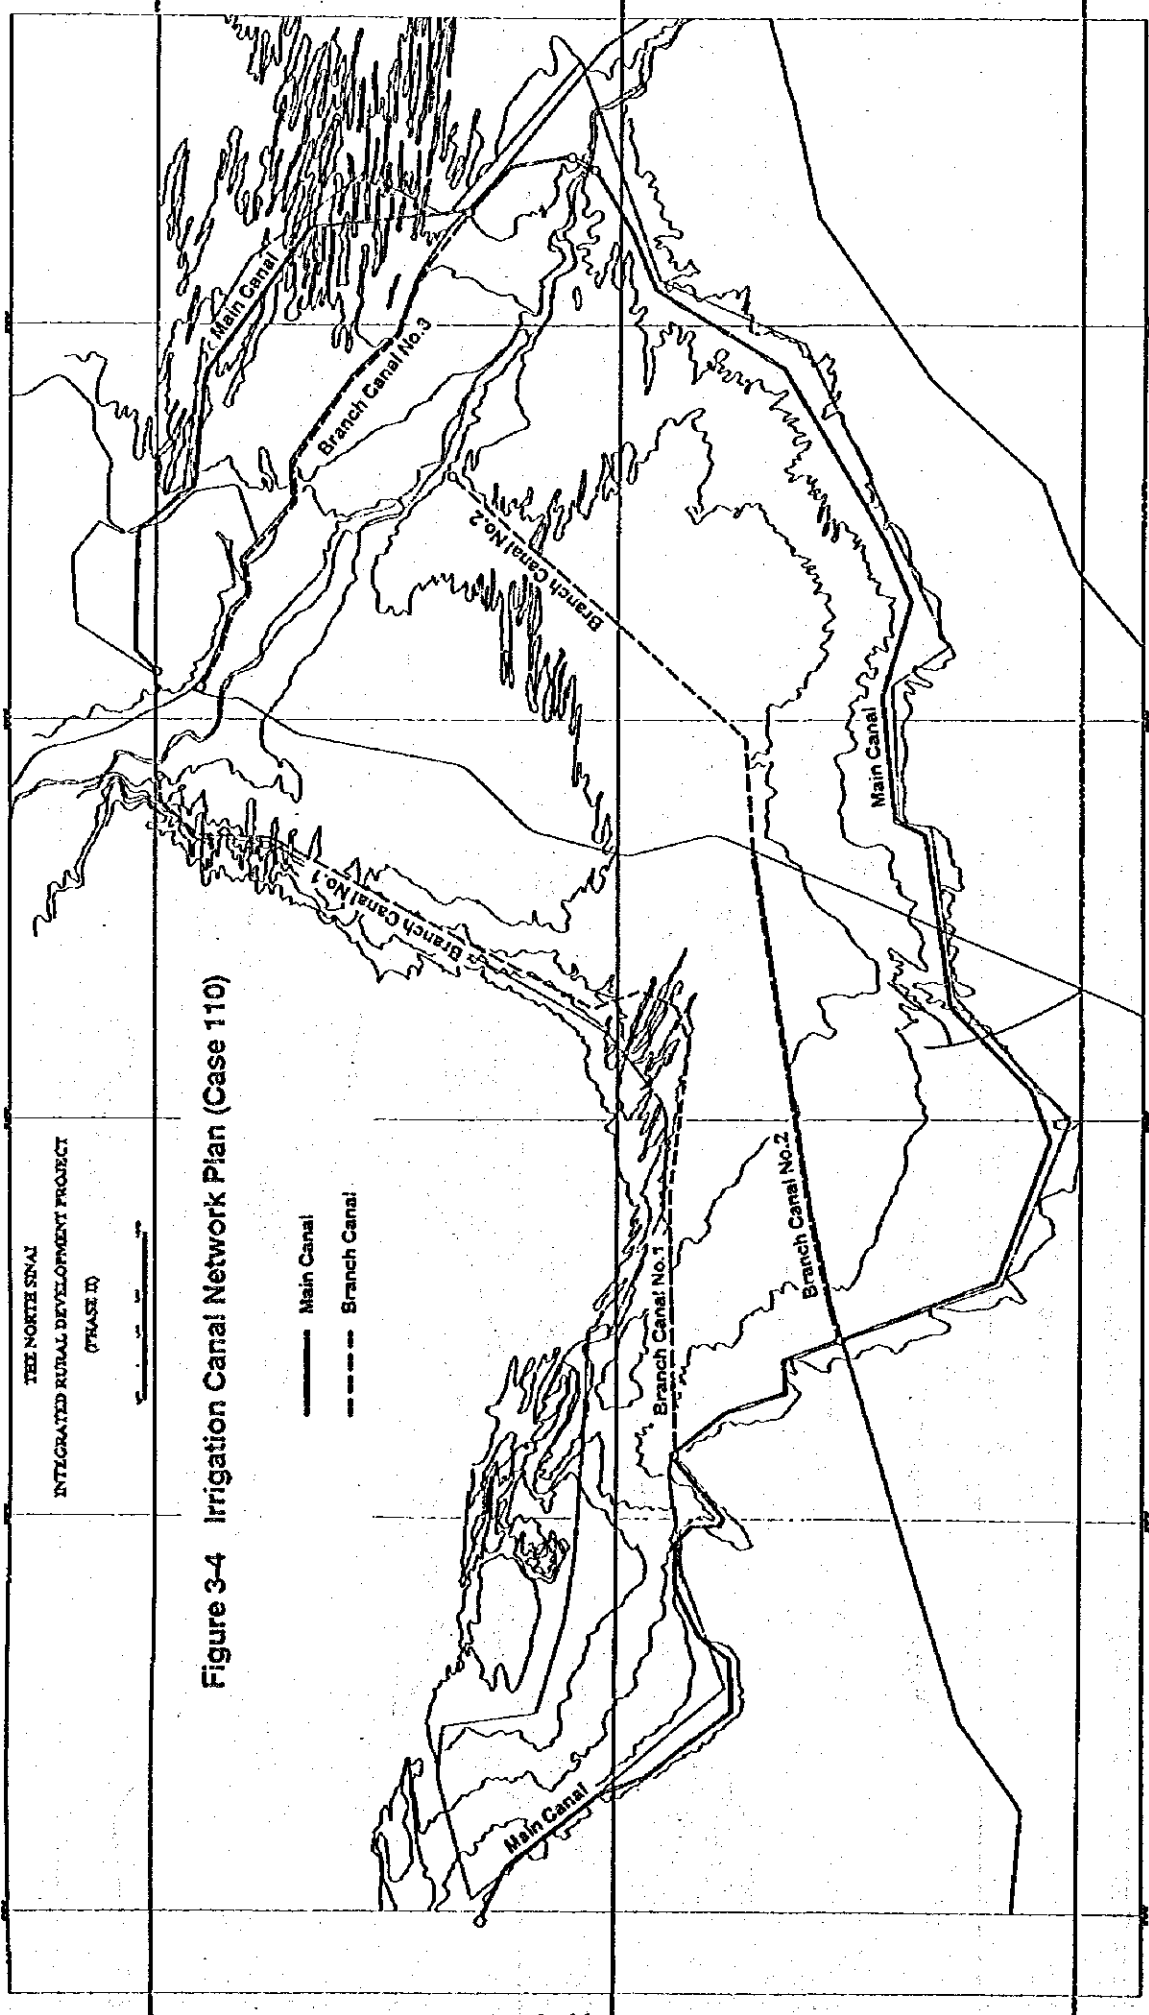 THE NORTH SINAI
INTEGRATED RURAL DEVELOPMENT PROJECT
(PHASE II)
Figure 3-4 Irrigation Canal Network Plan (Case 110)
Main Canal
Branch Canal
Main Canal
Branch Canal No.3
Branch Canal No.2
Branch Canal No.1
Main Canal
Branch Canal No.2
Branch Canal No.1
Main Canal